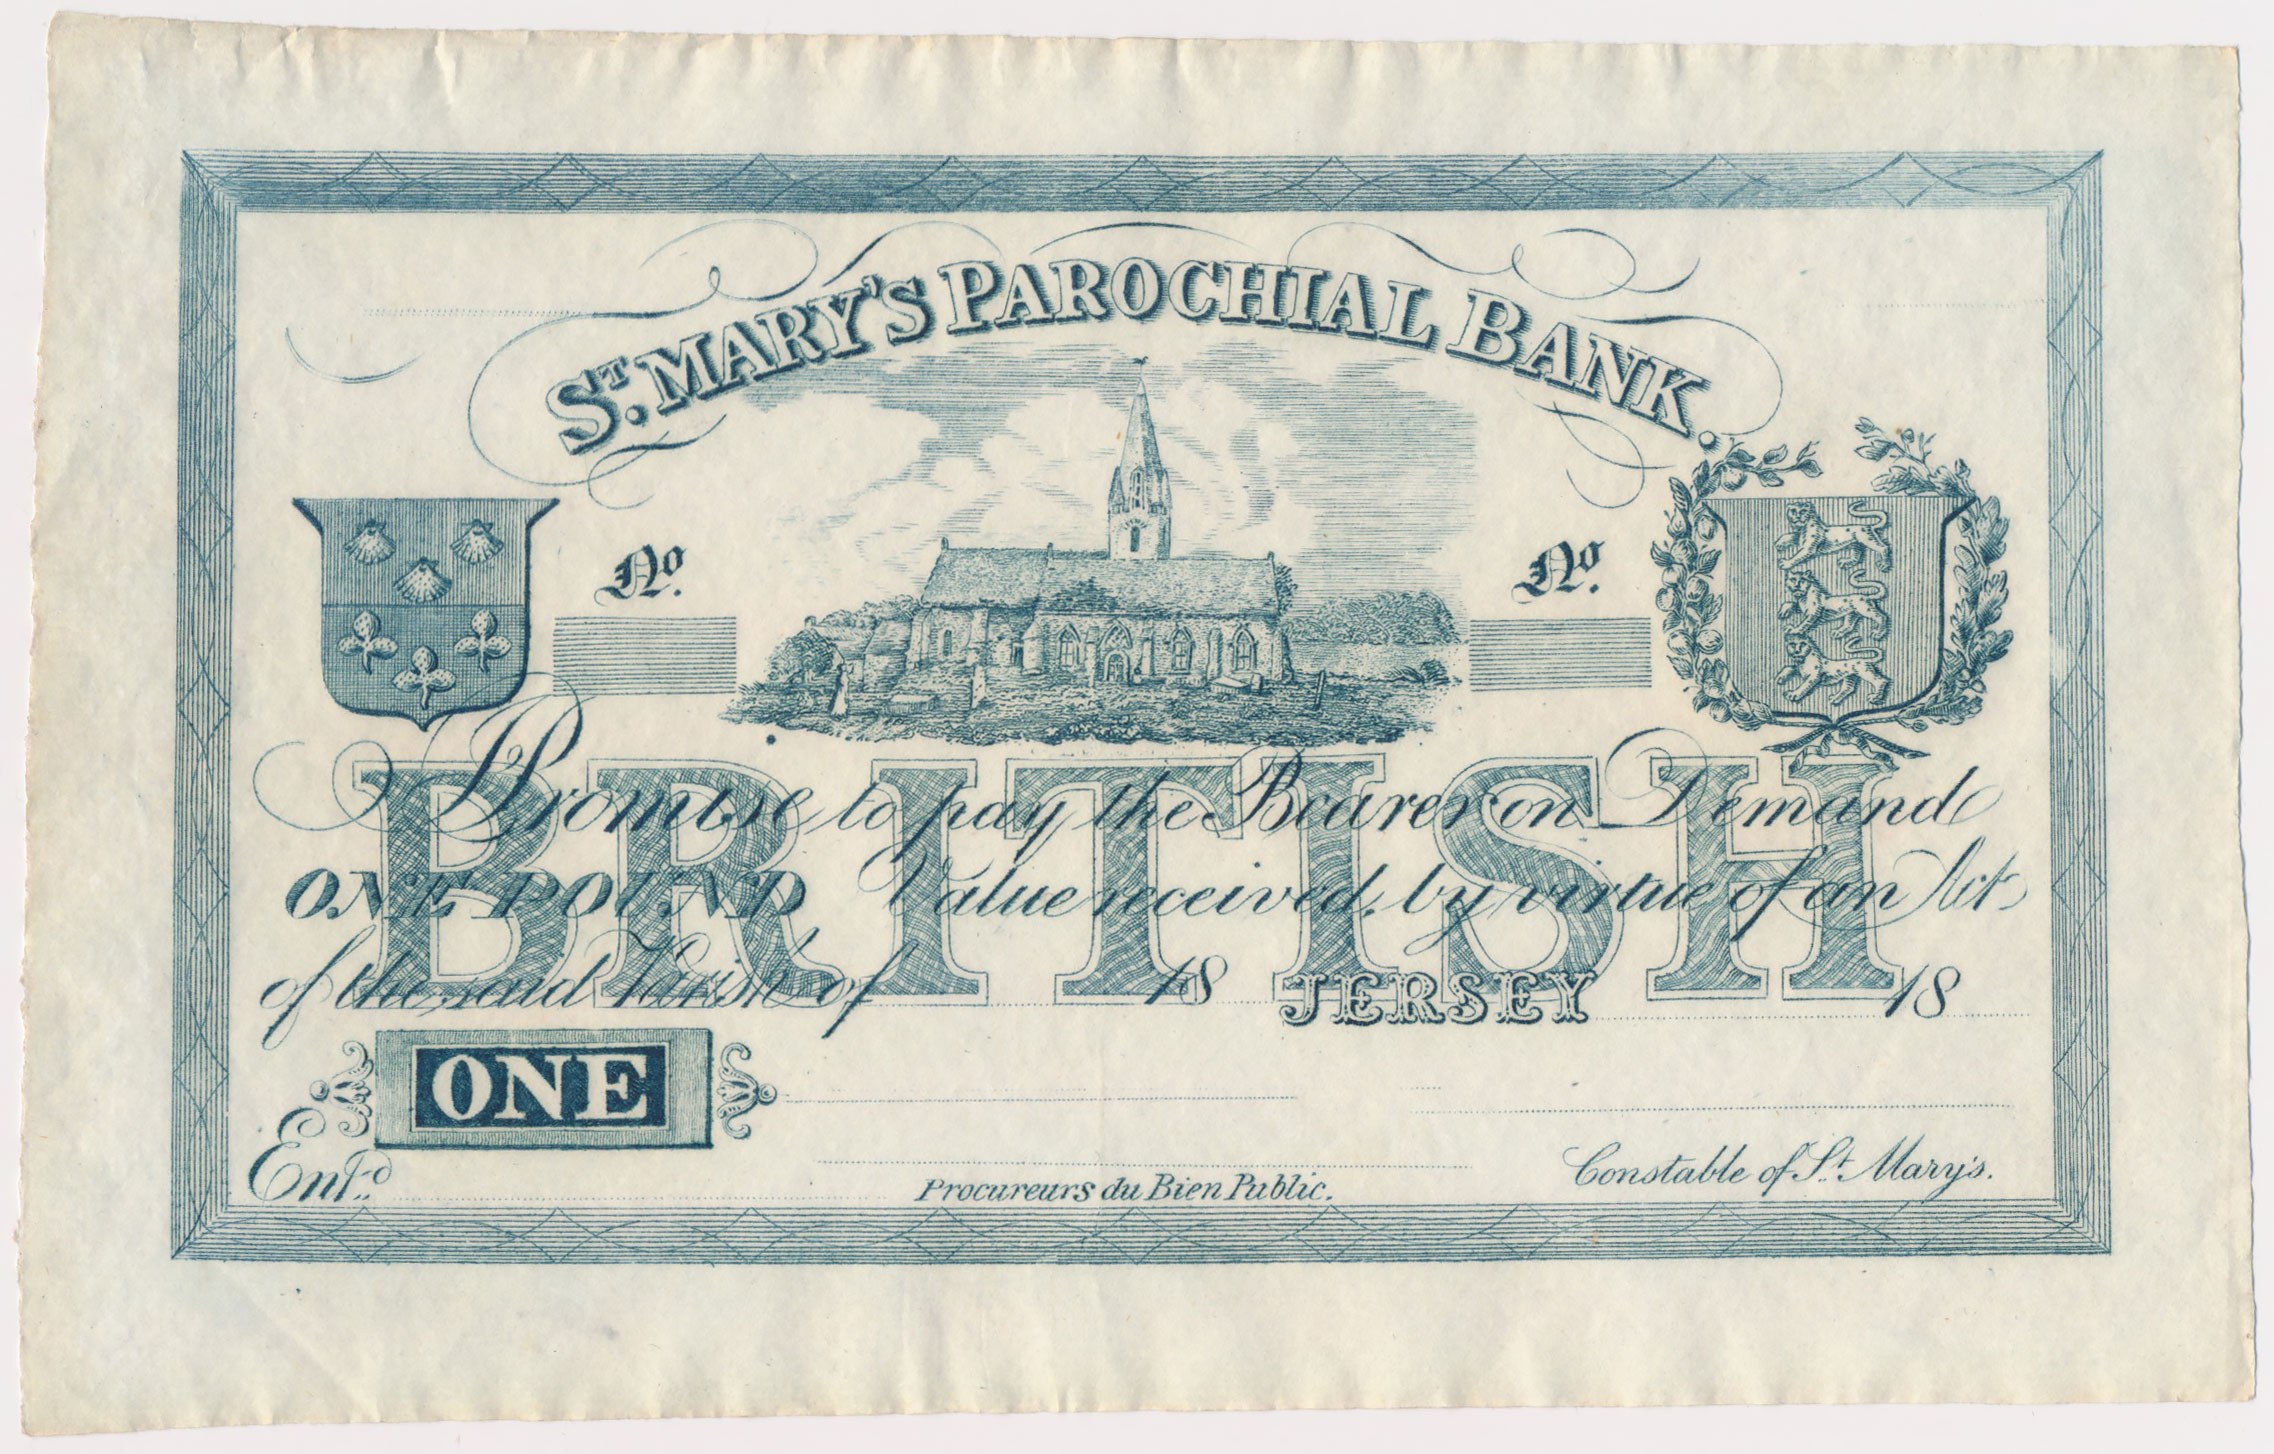 St. MARY'S PAROCHIAL BANK.
No. No.
BRITISH
Promise to pay the Bearer on Demand
ONE POUND Value received, by virtue of an Act
of the said Parish of 18 JERSEY 18
ONE
Entd.
Procureurs du Bien Public.
Constable of St. Mary's.